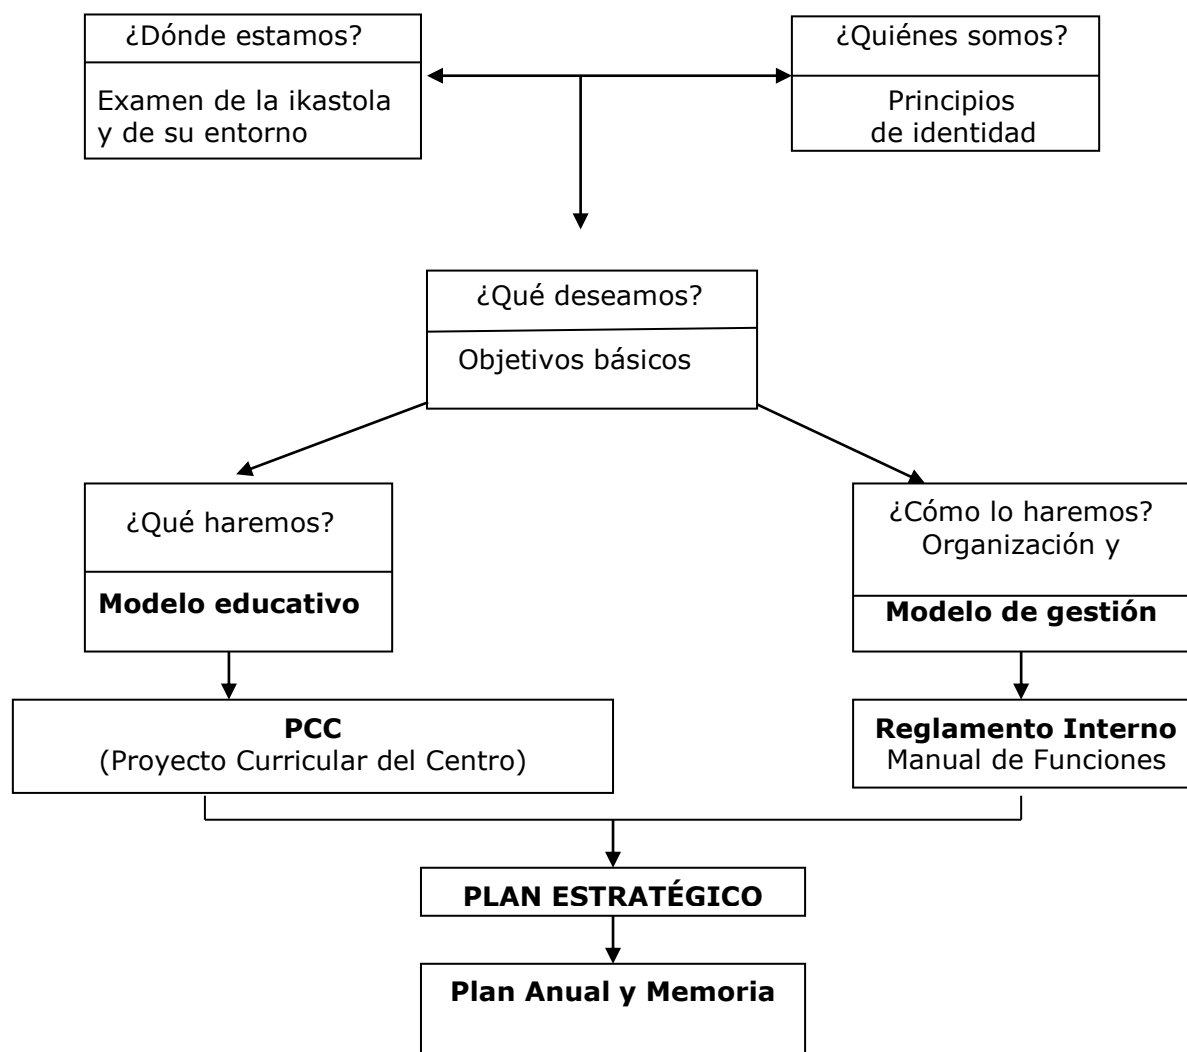 ¿Dónde estamos?
Examen de la ikastola
y de su entorno
¿Quiénes somos?
Principios
de identidad
¿Qué deseamos?
Objetivos básicos
¿Qué haremos?
Modelo educativo
¿Cómo lo haremos?
Organización y
Modelo de gestión
PCC
(Proyecto Curricular del Centro)
Reglamento Interno
Manual de Funciones
PLAN ESTRATÉGICO
Plan Anual y Memoria